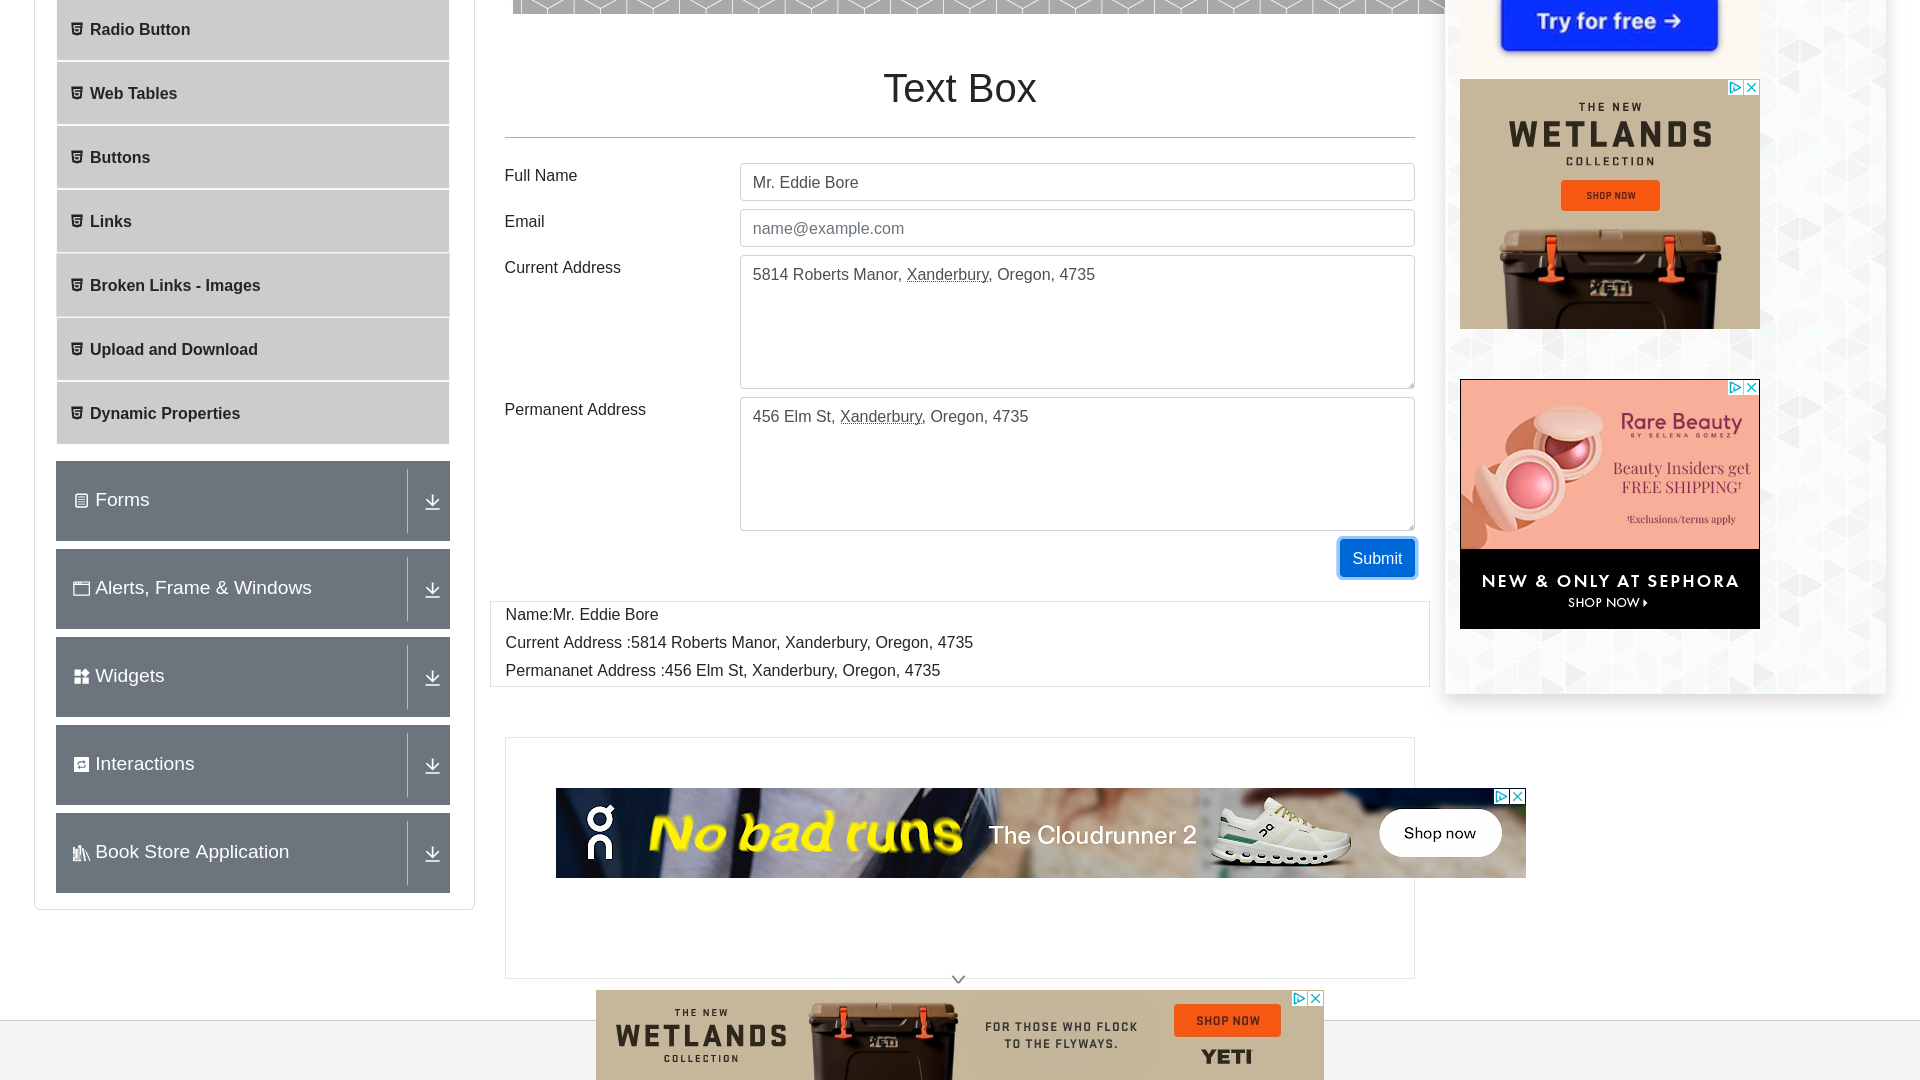 Radio Button
Web Tables
Buttons
Links
Broken Links - Images
Upload and Download
Dynamic Properties
Forms
Alerts, Frame & Windows
Widgets
Interactions
Book Store Application
Text Box
Full Name
Mr. Eddie Bore
Email
name@example.com
Current Address
5814 Roberts Manor, Xanderbury, Oregon, 4735
Permanent Address
456 Elm St, Xanderbury, Oregon, 4735
Submit
Name:Mr. Eddie Bore
Current Address :5814 Roberts Manor, Xanderbury, Oregon, 4735
Permananet Address :456 Elm St, Xanderbury, Oregon, 4735
No bad runs
The Cloudrunner 2
Shop now
Try for free →
THE NEW
WETLANDS
COLLECTION
SHOP NOW
YETI
Rare Beauty
BY SELENA GOMEZ
Beauty Insiders get
FREE SHIPPING†
†Exclusions/terms apply
NEW & ONLY AT SEPHORA
SHOP NOW
THE NEW
WETLANDS
COLLECTION
YETI
FOR THOSE WHO FLOCK
TO THE FLYWAYS.
SHOP NOW
YETI